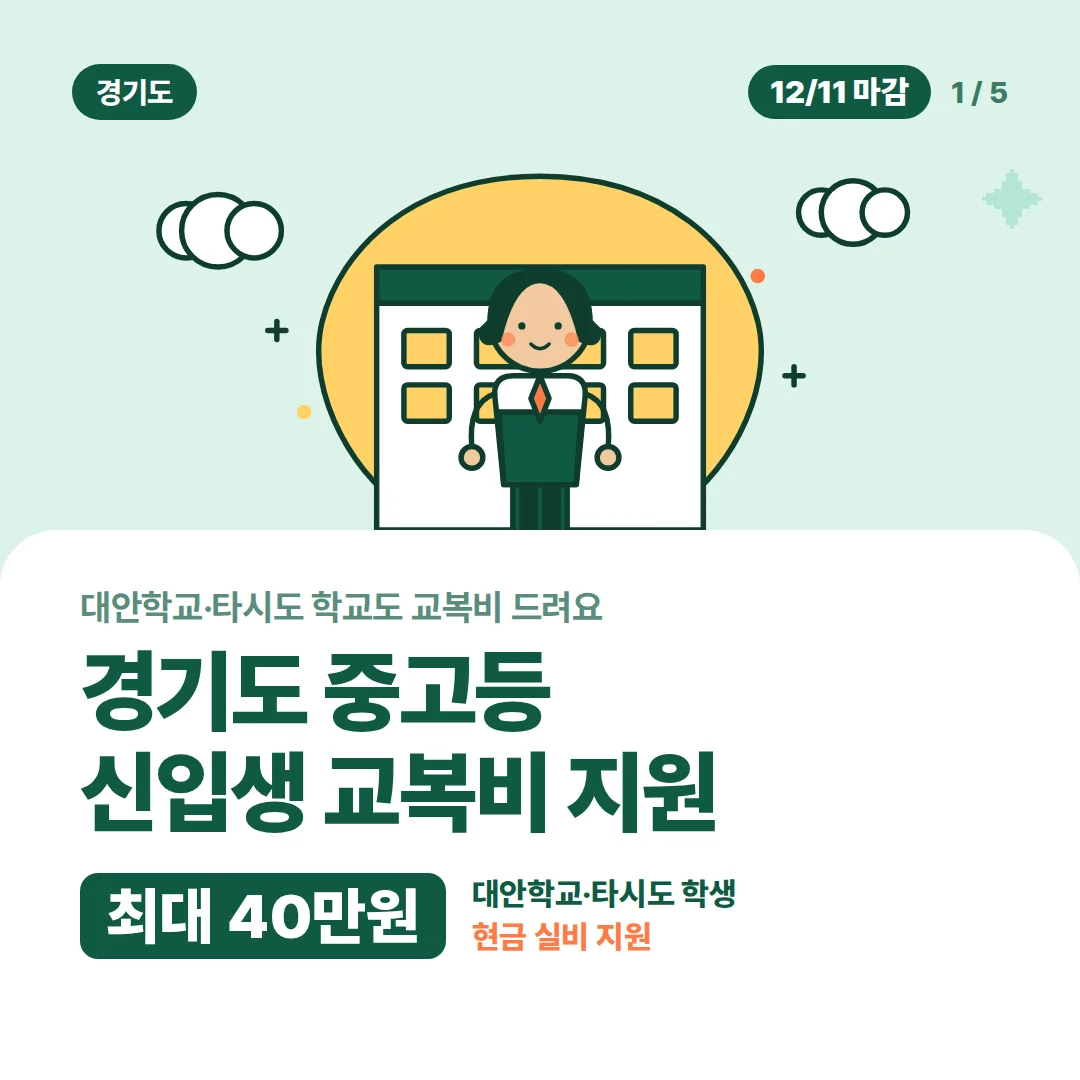 경기도
12/11 마감
1 / 5
대안학교·타시도 학교도 교복비 드려요
경기도 중고등
신입생 교복비 지원
최대 40만원
대안학교·타시도 학생
현금 실비 지원